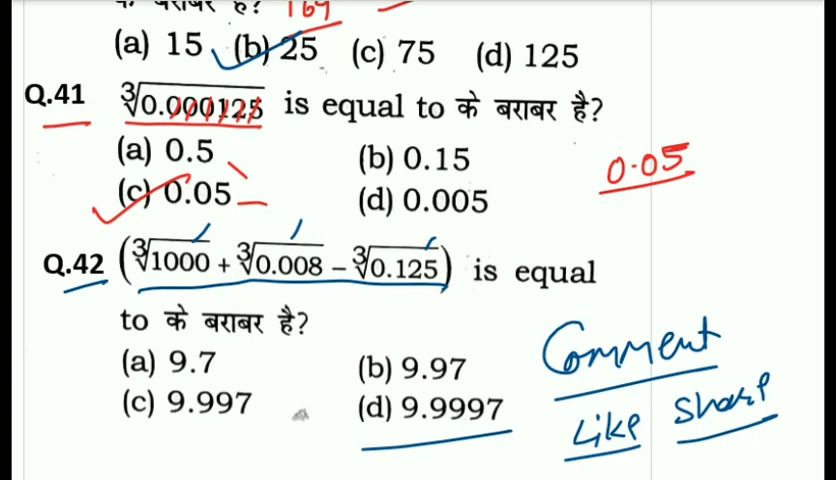 के बराबर है? 169
(a) 15 (b) 25 (c) 75 (d) 125
Q.41 ∛0.000125 is equal to के बराबर है?
(a) 0.5 (b) 0.15
0.05
(c) 0.05 (d) 0.005
Q.42 (∛1000 + ∛0.008 − ∛0.125) is equal
to के बराबर है?
(a) 9.7 (b) 9.97
Comment
(c) 9.997 (d) 9.9997
Like Share